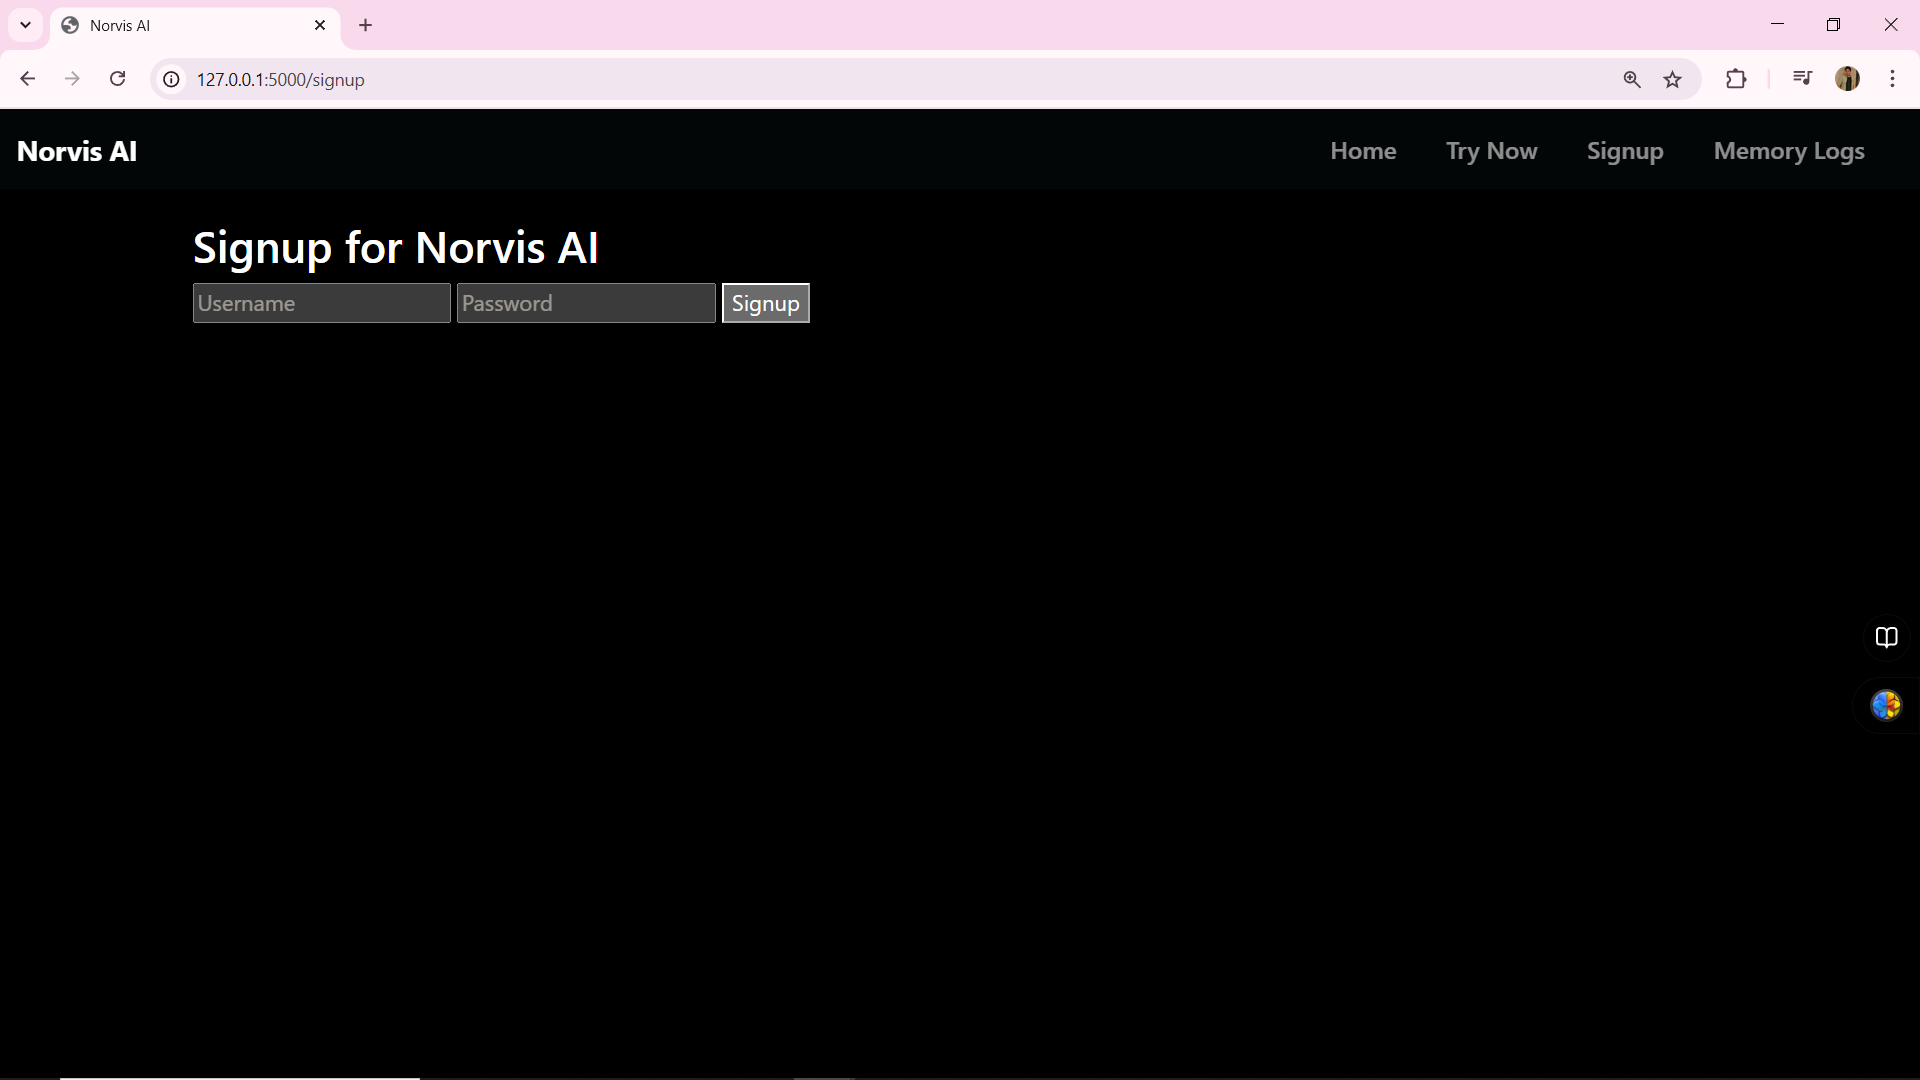 Norvis AI
127.0.0.1:5000/signup
Norvis AI Home Try Now Signup Memory Logs
Signup for Norvis AI
Username Password Signup